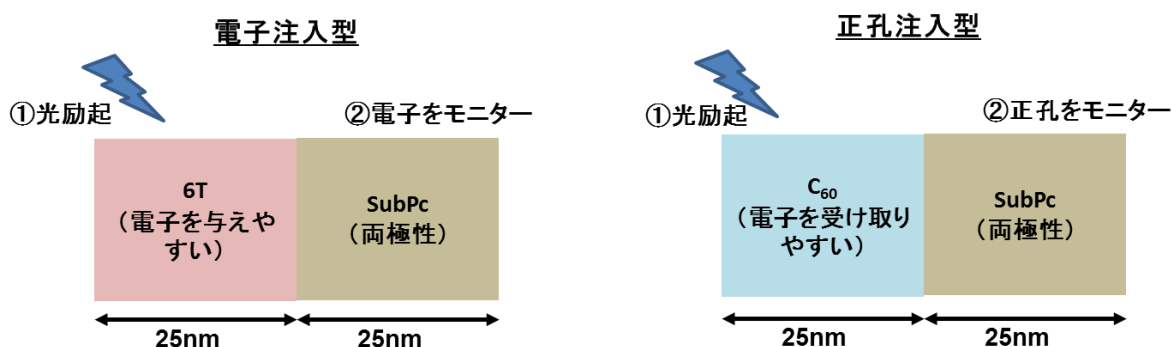 電子注入型
①光励起
②電子をモニター
6T
（電子を与えや
すい）
SubPc
（両極性）
25nm
25nm
正孔注入型
①光励起
②正孔をモニター
C₆₀
（電子を受け取り
やすい）
SubPc
（両極性）
25nm
25nm